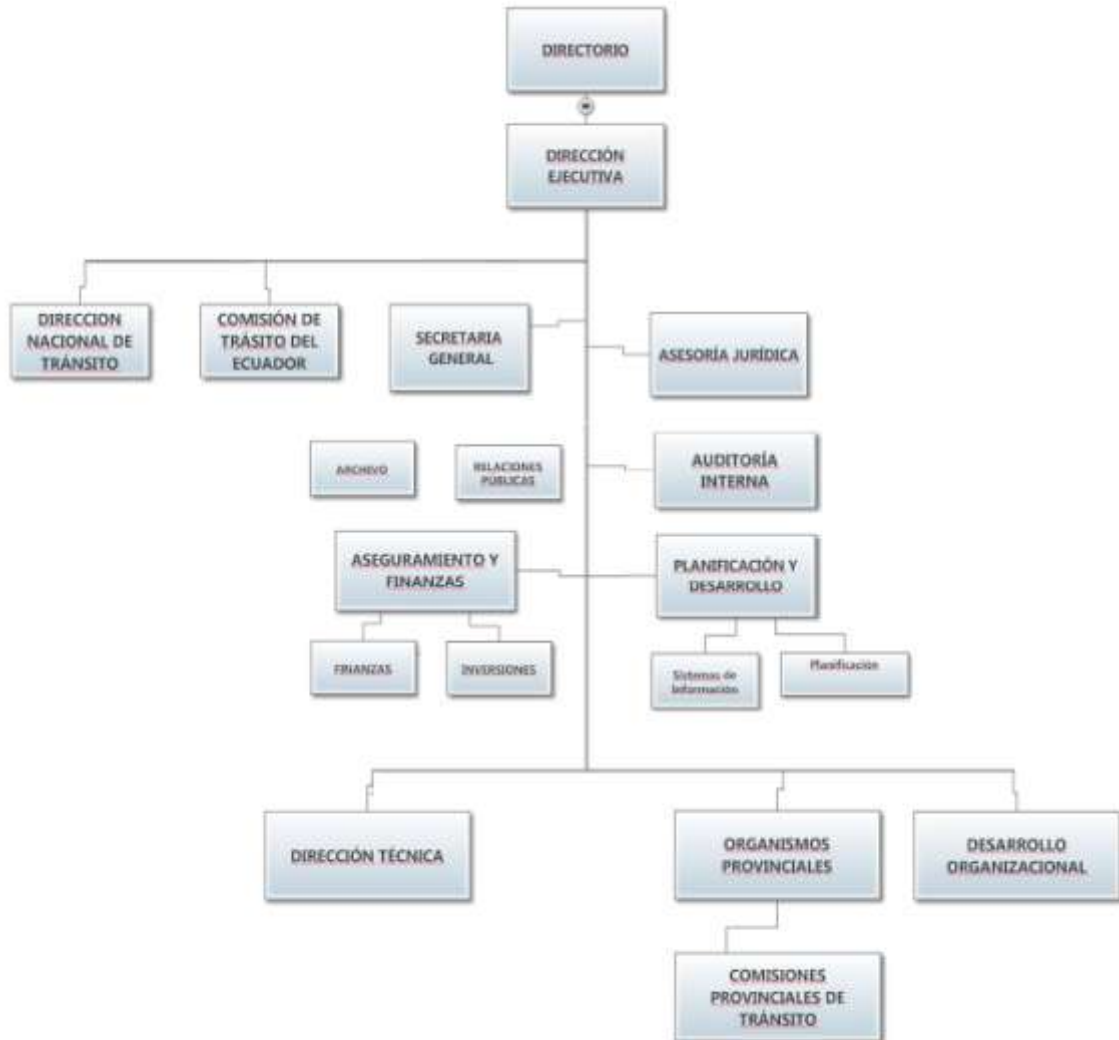 DIRECTORIO
DIRECCIÓN
EJECUTIVA
DIRECCION
NACIONAL DE
TRÁNSITO
COMISIÓN DE
TRÁSITO DEL
ECUADOR
SECRETARIA
GENERAL
ASESORÍA JURÍDICA
ARCHIVO
RELACIONES
PÚBLICAS
AUDITORÍA
INTERNA
ASEGURAMIENTO Y
FINANZAS
PLANIFICACIÓN Y
DESARROLLO
FINANZAS
INVERSIONES
Sistemas de
Información
Planificación
DIRECCIÓN TÉCNICA
ORGANISMOS
PROVINCIALES
DESARROLLO
ORGANIZACIONAL
COMISIONES
PROVINCIALES DE
TRÁNSITO